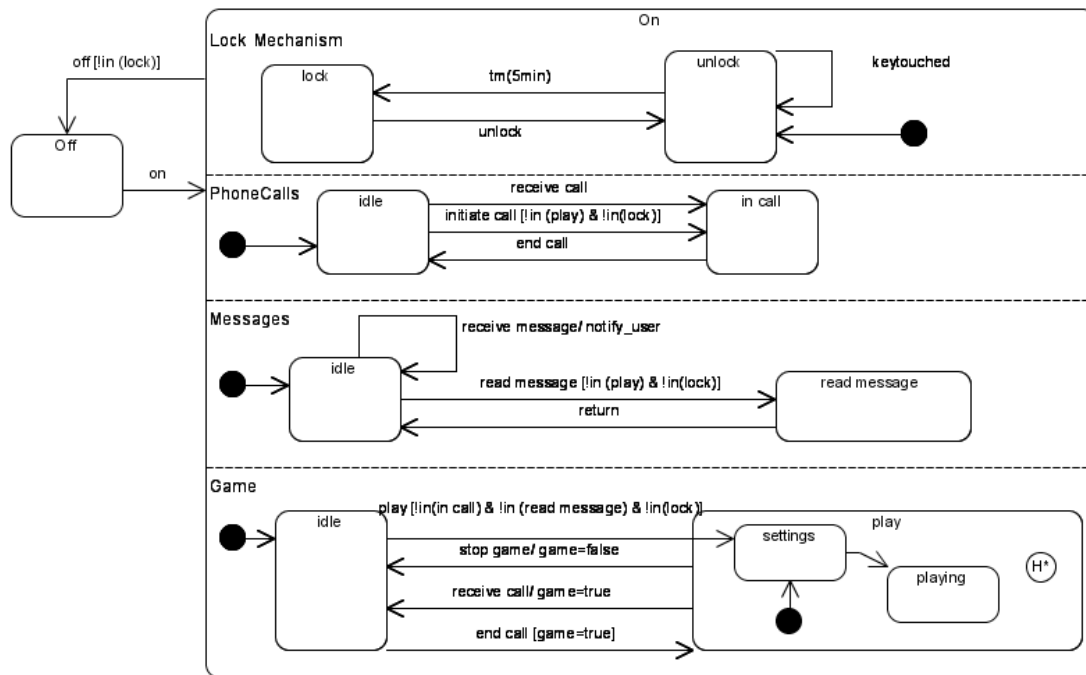 On
Lock Mechanism
off [!in (lock)]
lock
tm(5min)
unlock
keytouched
unlock
Off
on
PhoneCalls
idle
receive call
in call
initiate call [!in (play) & !in(lock)]
end call
Messages
receive message/ notify_user
idle
read message [!in (play) & !in(lock)]
read message
return
Game
play [!in(in call) & !in (read message) & !in(lock)]
idle
play
settings
stop game/ game=false
playing
H*
receive call/ game=true
end call [game=true]